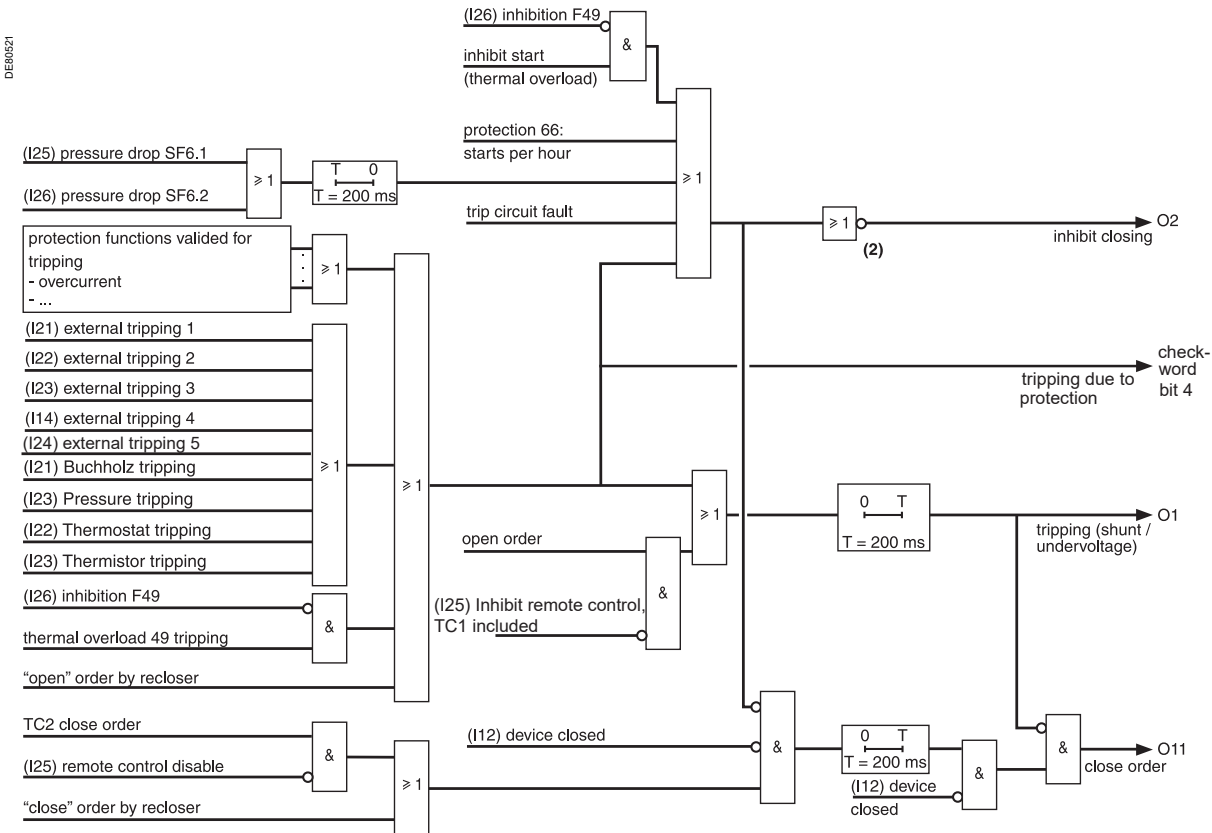 DE80521
(I26) inhibition F49
&
inhibit start
(thermal overload)
protection 66:
starts per hour
(I25) pressure drop SF6.1
≥ 1
T 0
T = 200 ms
(I26) pressure drop SF6.2
≥ 1
trip circuit fault
≥ 1
(2)
O2
inhibit closing
protection functions valided for
tripping
- overcurrent
- ...
≥ 1
(I21) external tripping 1
(I22) external tripping 2
(I23) external tripping 3
(I14) external tripping 4
(I24) external tripping 5
(I21) Buchholz tripping
(I23) Pressure tripping
(I22) Thermostat tripping
(I23) Thermistor tripping
≥ 1
≥ 1
check-
word
bit 4
tripping due to
protection
≥ 1
0 T
T = 200 ms
O1
tripping (shunt /
undervoltage)
open order
&
(I25) Inhibit remote control,
TC1 included
(I26) inhibition F49
&
thermal overload 49 tripping
“open” order by recloser
TC2 close order
&
(I25) remote control disable
≥ 1
“close” order by recloser
(I12) device closed
&
0 T
T = 200 ms
&
(I12) device
closed
&
O11
close order